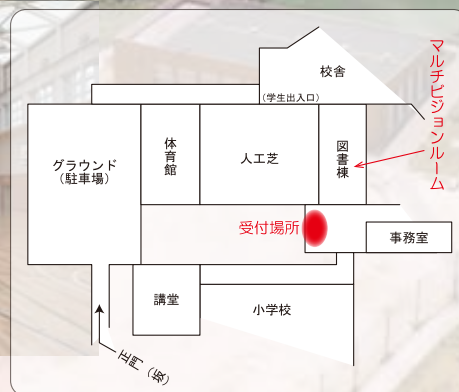 校舎
(学生出入口)
マルチビジョンルーム
グラウンド
(駐車場)
体育館
人工芝
図書棟
受付場所
事務室
講堂
小学校
正門(坂)